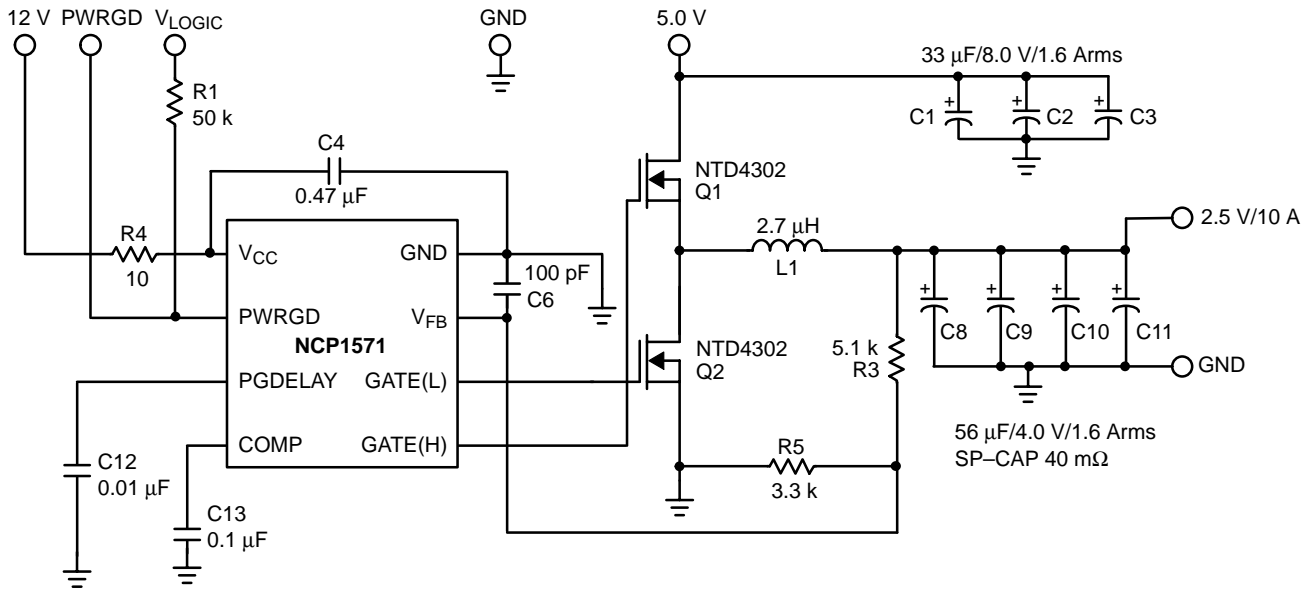 12 V
PWRGD
VLOGIC
GND
5.0 V
33 μF/8.0 V/1.6 Arms
R1
50 k
C1
C2
C3
C4
0.47 μF
NTD4302
Q1
2.5 V/10 A
R4
10
VCC
GND
100 pF
C6
2.7 μH
L1
PWRGD
VFB
NCP1571
C8
C9
C10
C11
NTD4302
Q2
5.1 k
R3
GND
PGDELAY
GATE(L)
COMP
GATE(H)
56 μF/4.0 V/1.6 Arms
SP–CAP 40 mΩ
R5
3.3 k
C12
0.01 μF
C13
0.1 μF